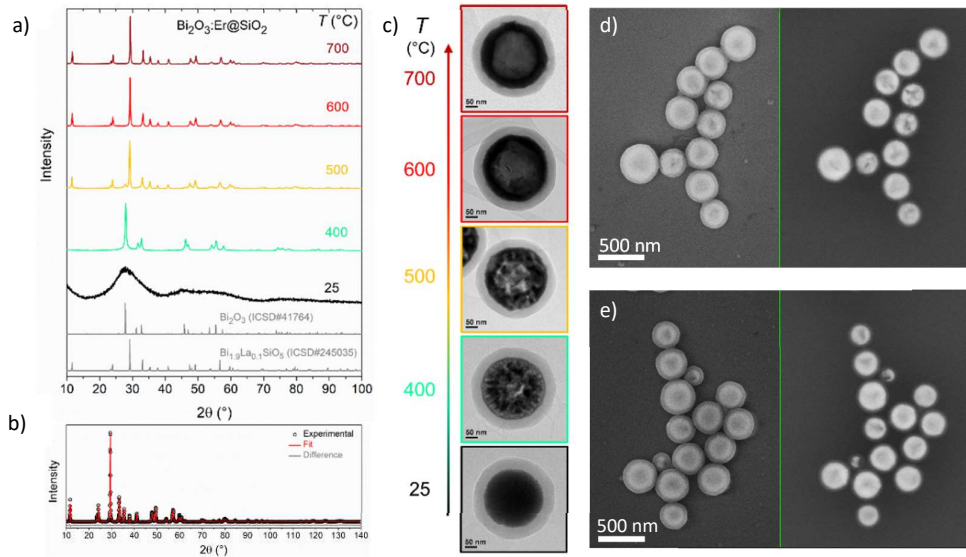 a)
Bi₂O₃:Er@SiO₂
T (°C)
700
600
500
400
25
Bi₂O₃ (ICSD#41764)
Bi₁.₉La₀.₁SiO₅ (ICSD#245035)
Intensity
10 20 30 40 50 60 70 80 90 100
2θ (°)
b)
Experimental
Fit
Difference
Intensity
10 20 30 40 50 60 70 80 90 100 110 120 130 140
2θ (°)
c)
T
(°C)
700
600
500
400
25
50 nm
50 nm
50 nm
50 nm
50 nm
d)
500 nm
e)
500 nm